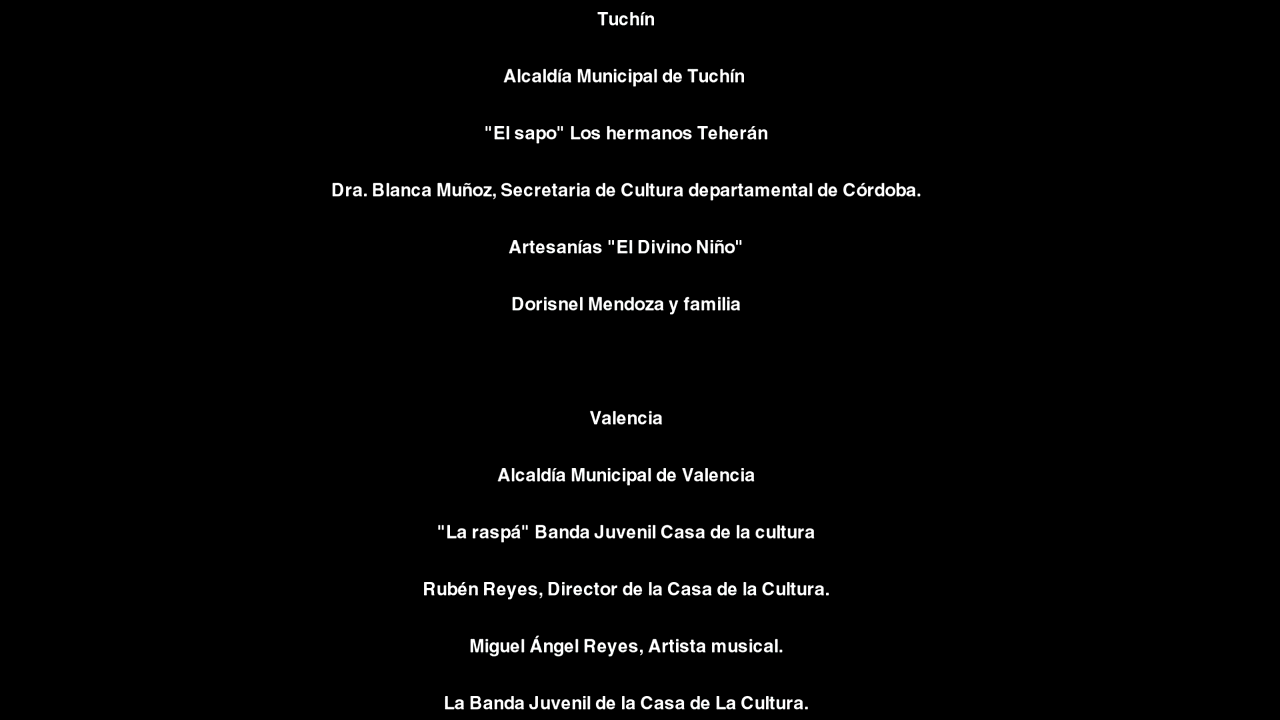 Tuchín
Alcaldía Municipal de Tuchín
"El sapo" Los hermanos Teherán
Dra. Blanca Muñoz, Secretaria de Cultura departamental de Córdoba.
Artesanías "El Divino Niño"
Dorisnel Mendoza y familia
Valencia
Alcaldía Municipal de Valencia
"La raspá" Banda Juvenil Casa de la cultura
Rubén Reyes, Director de la Casa de la Cultura.
Miguel Ángel Reyes, Artista musical.
La Banda Juvenil de la Casa de La Cultura.